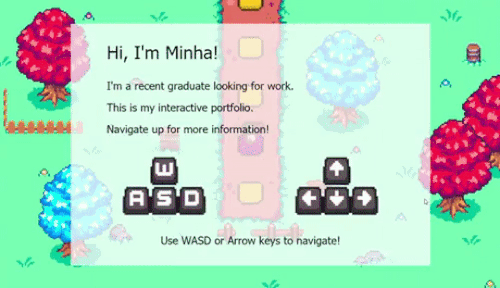 Hi, I'm Minha!
I'm a recent graduate looking for work.
This is my interactive portfolio.
Navigate up for more information!
W
A S D
Use WASD or Arrow keys to navigate!